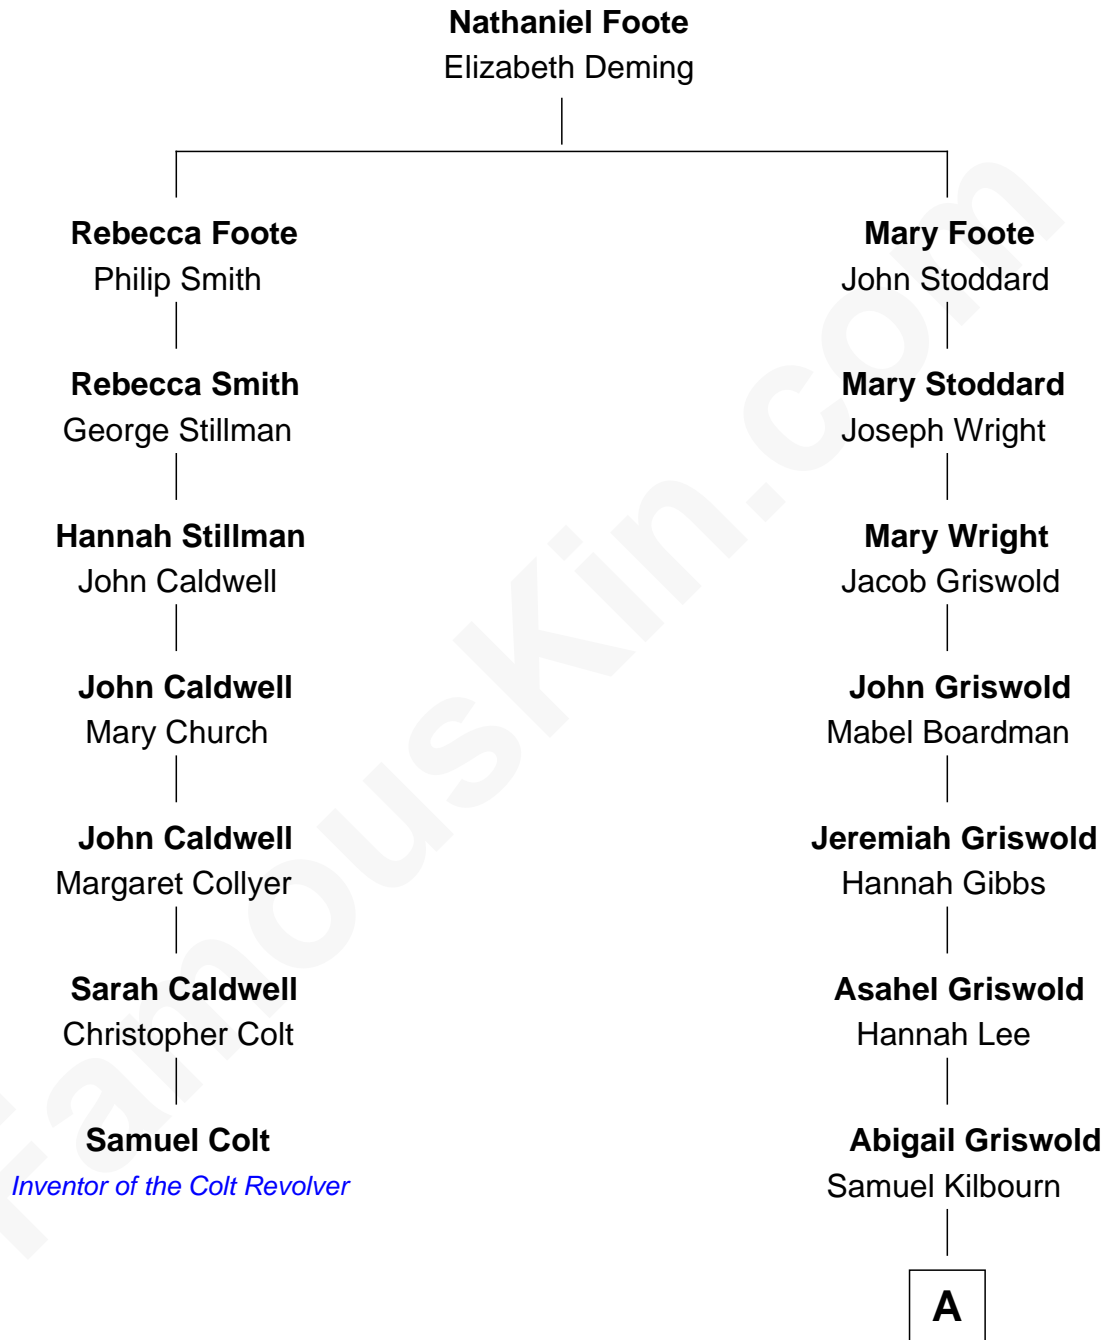 Nathaniel Foote
Elizabeth Deming
Rebecca Foote
Philip Smith
Rebecca Smith
George Stillman
Hannah Stillman
John Caldwell
John Caldwell
Mary Church
John Caldwell
Margaret Collyer
Sarah Caldwell
Christopher Colt
Samuel Colt
Inventor of the Colt Revolver
Mary Foote
John Stoddard
Mary Stoddard
Joseph Wright
Mary Wright
Jacob Griswold
John Griswold
Mabel Boardman
Jeremiah Griswold
Hannah Gibbs
Asahel Griswold
Hannah Lee
Abigail Griswold
Samuel Kilbourn
A
FamousKin.com